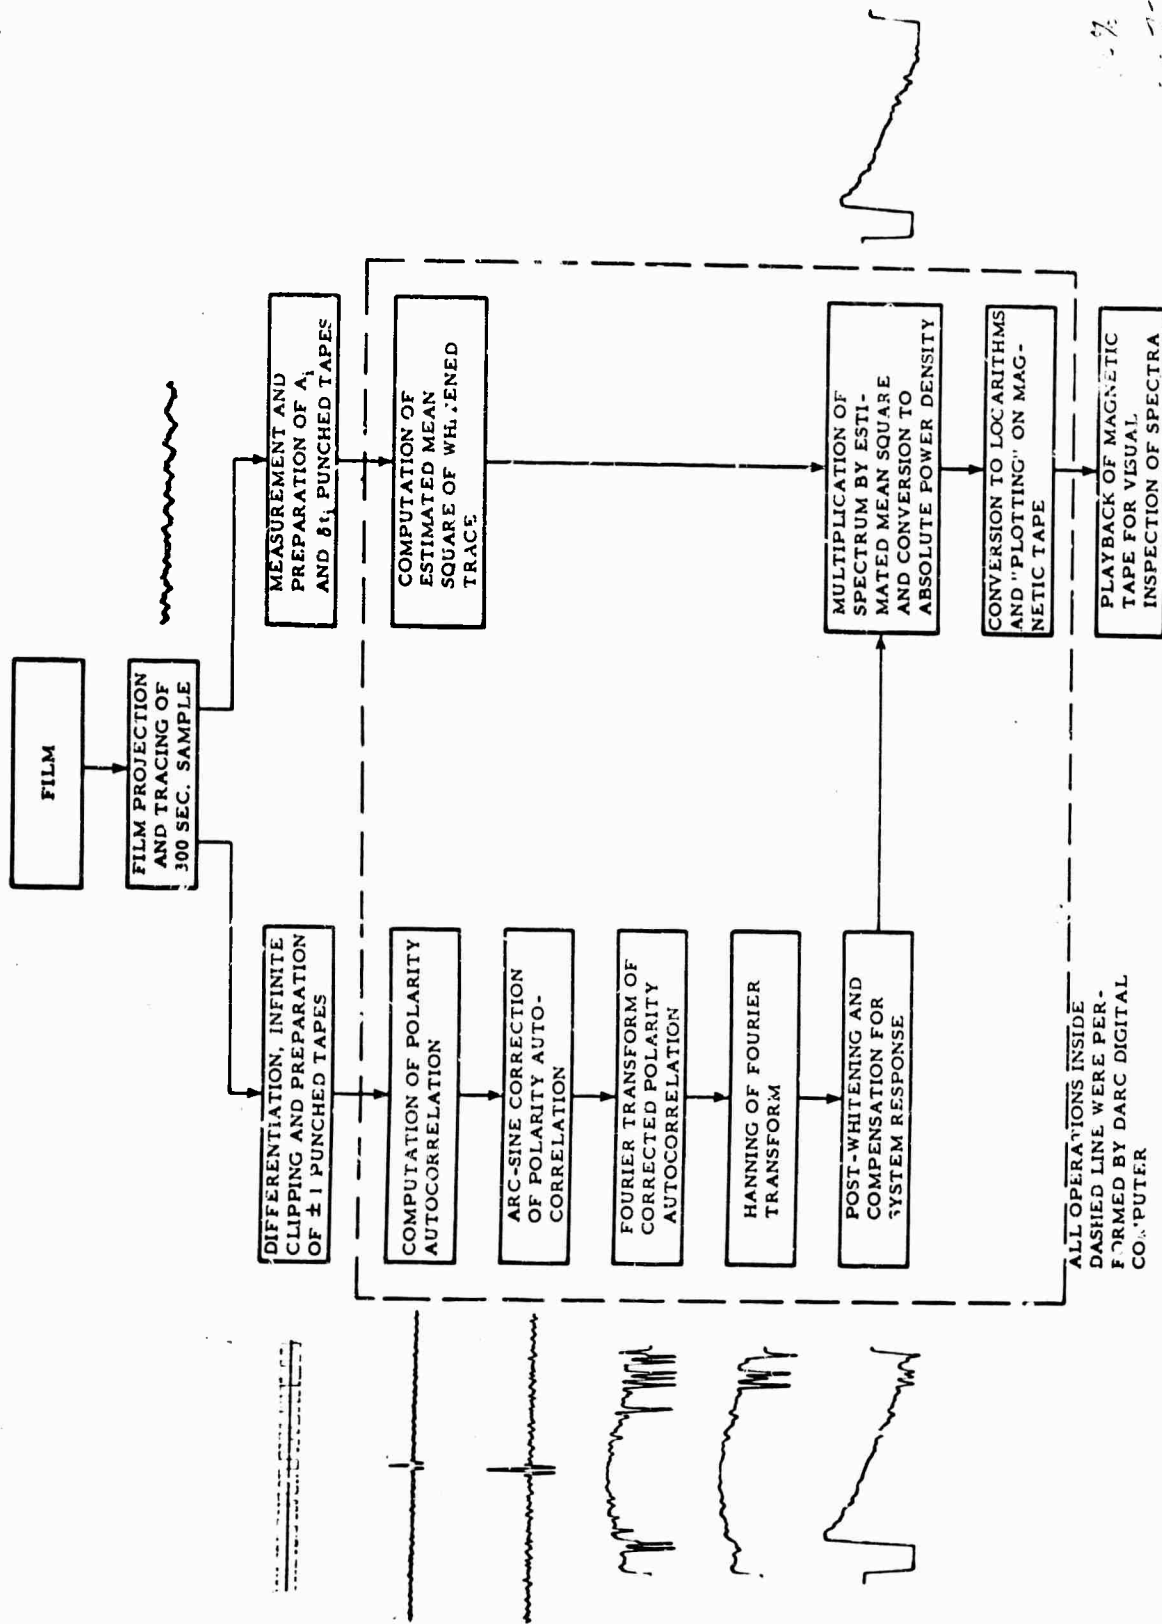 FILM
FILM PROJECTION
AND TRACING OF
300 SEC. SAMPLE
DIFFERENTIATION, INFINITE
CLIPPING AND PREPARATION
OF ± 1 PUNCHED TAPES
MEASUREMENT AND
PREPARATION OF Ai
AND δti PUNCHED TAPES
COMPUTATION OF POLARITY
AUTOCORRELATION
COMPUTATION OF
ESTIMATED MEAN
SQUARE OF WHITENED
TRACE
ARC-SINE CORRECTION
OF POLARITY AUTO-
CORRELATION
FOURIER TRANSFORM OF
CORRECTED POLARITY
AUTOCORRELATION
HANNING OF FOURIER
TRANSFORM
POST-WHITENING AND
COMPENSATION FOR
SYSTEM RESPONSE
MULTIPLICATION OF
SPECTRUM BY ESTI-
MATED MEAN SQUARE
AND CONVERSION TO
ABSOLUTE POWER DENSITY
CONVERSION TO LOGARITHMS
AND "PLOTTING" ON MAG-
NETIC TAPE
ALL OPERATIONS INSIDE
DASHED LINE WERE PER-
FORMED BY DARC DIGITAL
COMPUTER
PLAYBACK OF MAGNETIC
TAPE FOR VISUAL
INSPECTION OF SPECTRA